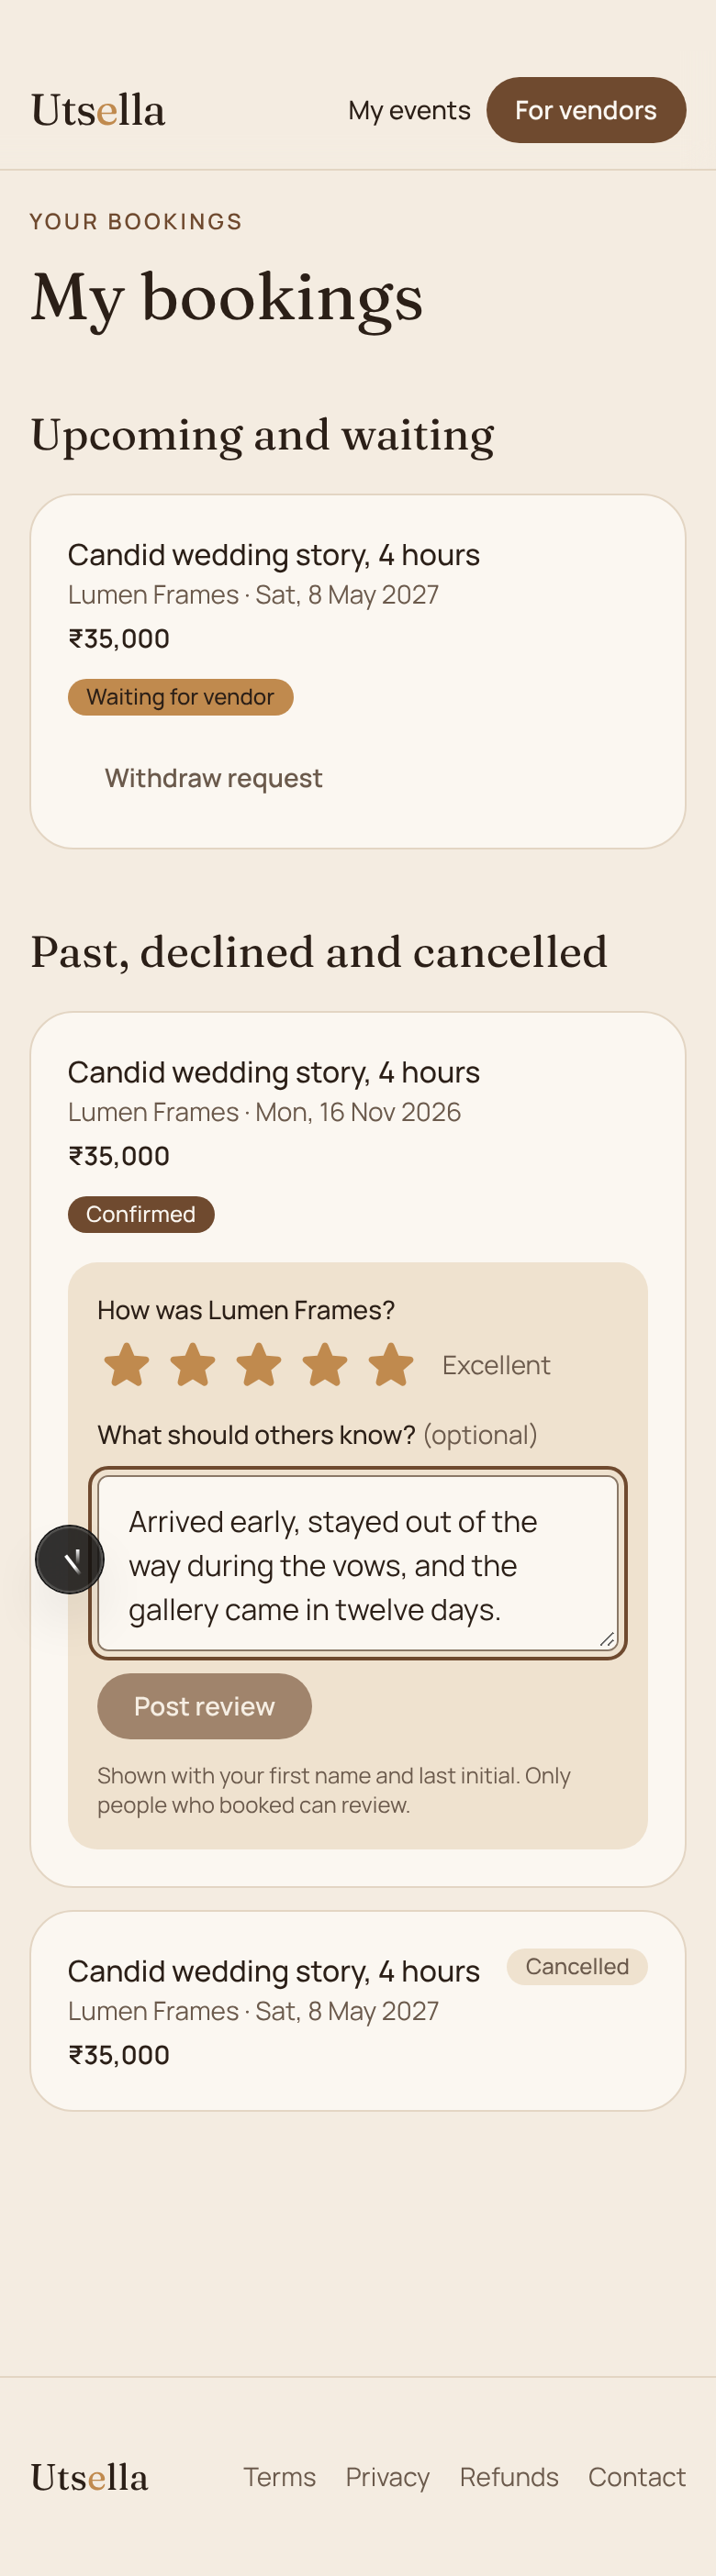 Utsella
My events
For vendors
YOUR BOOKINGS
My bookings
Upcoming and waiting
Candid wedding story, 4 hours
Lumen Frames · Sat, 8 May 2027
₹35,000
Waiting for vendor
Withdraw request
Past, declined and cancelled
Candid wedding story, 4 hours
Lumen Frames · Mon, 16 Nov 2026
₹35,000
Confirmed
How was Lumen Frames?
Excellent
What should others know? (optional)
Arrived early, stayed out of the
way during the vows, and the
gallery came in twelve days.
Post review
Shown with your first name and last initial. Only
people who booked can review.
Candid wedding story, 4 hours
Cancelled
Lumen Frames · Sat, 8 May 2027
₹35,000
Utsella
Terms
Privacy
Refunds
Contact